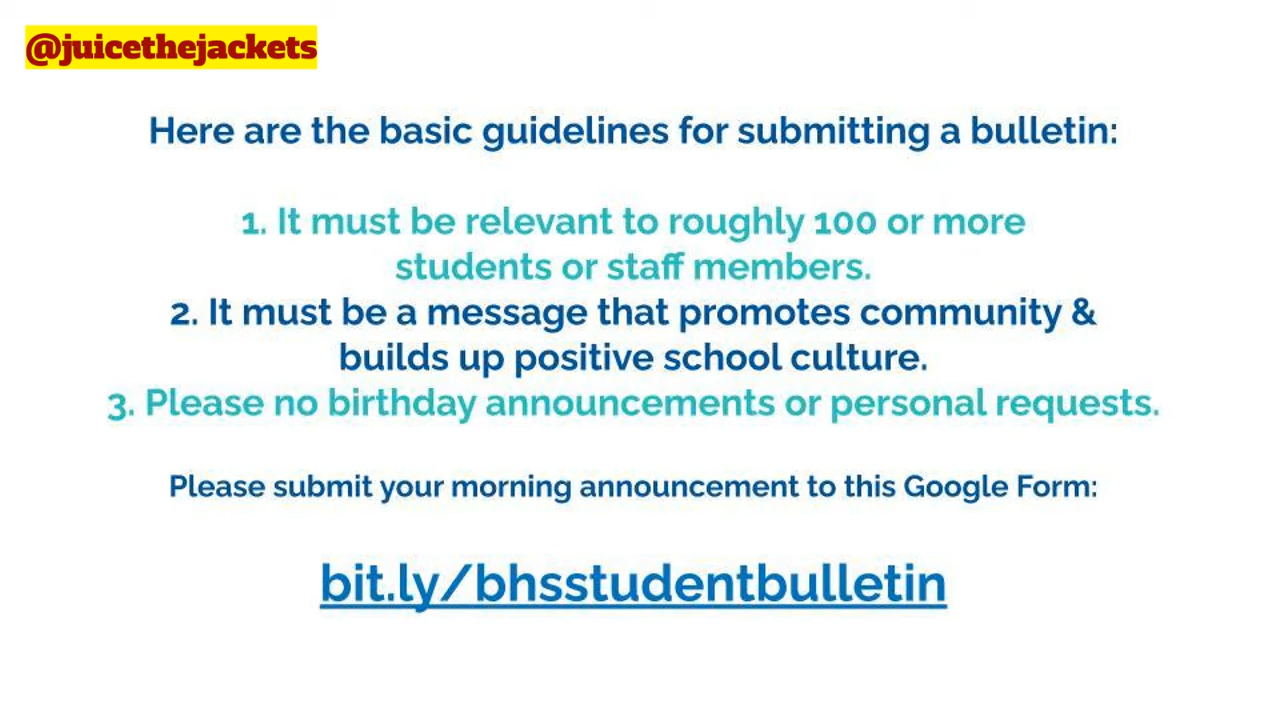 @juicethejackets
Here are the basic guidelines for submitting a bulletin:
1. It must be relevant to roughly 100 or more
students or staff members.
2. It must be a message that promotes community &
builds up positive school culture.
3. Please no birthday announcements or personal requests.
Please submit your morning announcement to this Google Form:
bit.ly/bhsstudentbulletin